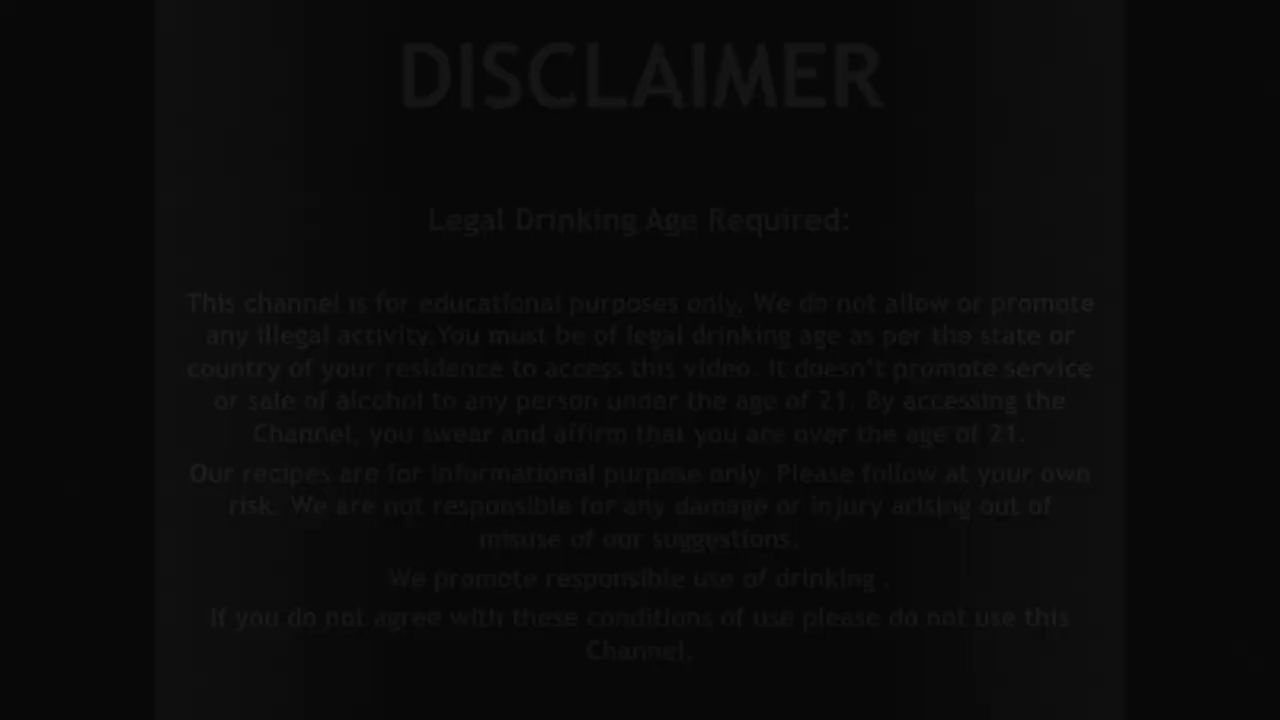 DISCLAIMER
Legal Drinking Age Required:
This channel is for educational purposes only. We do not allow or promote
any illegal activity.You must be of legal drinking age as per the state or
country of your residence to access this video. It doesn't promote service
or sale of alcohol to any person under the age of 21. By accessing the
Channel, you swear and affirm that you are over the age of 21.
Our recipes are for informational purpose only. Please follow at your own
risk. We are not responsible for any damage or injury arising out of
misuse of our suggestions.
We promote responsible use of drinking .
If you do not agree with these conditions of use please do not use this
Channel.